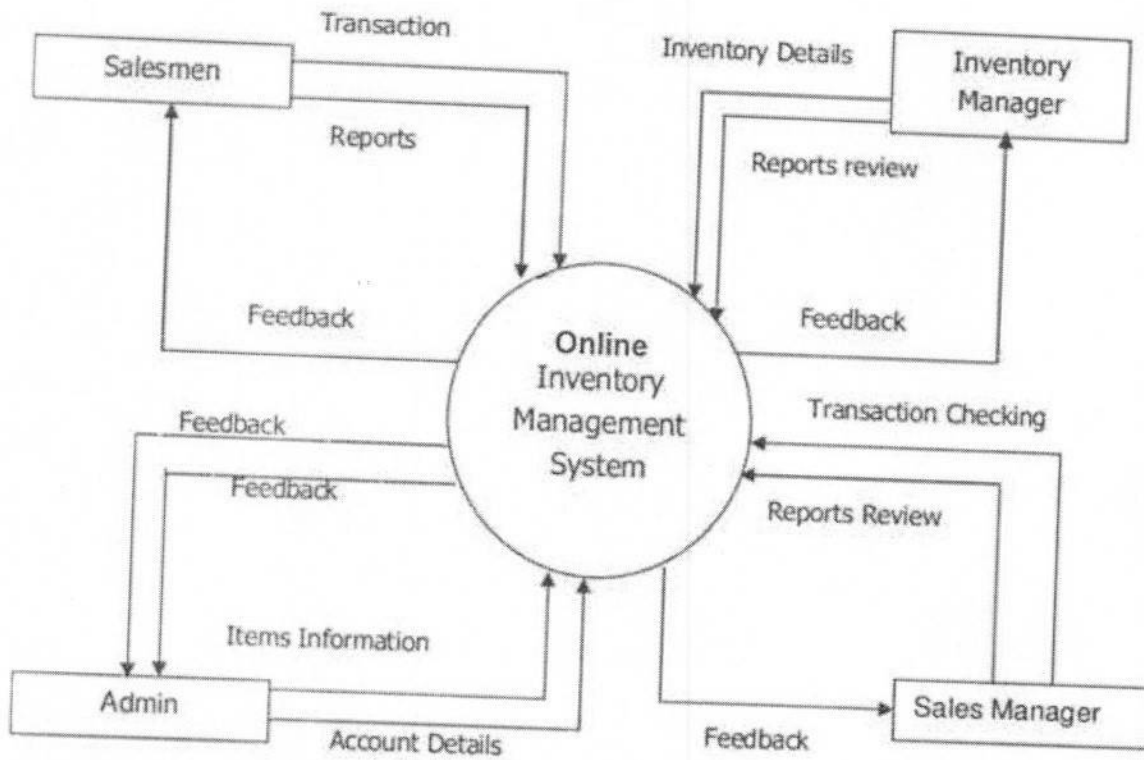 Transaction
Salesmen
Reports
Inventory Details
Inventory
Manager
Reports review
Feedback
Feedback
Online
Inventory
Management
System
Feedback
Feedback
Transaction Checking
Reports Review
Items Information
Admin
Account Details
Feedback
Sales Manager